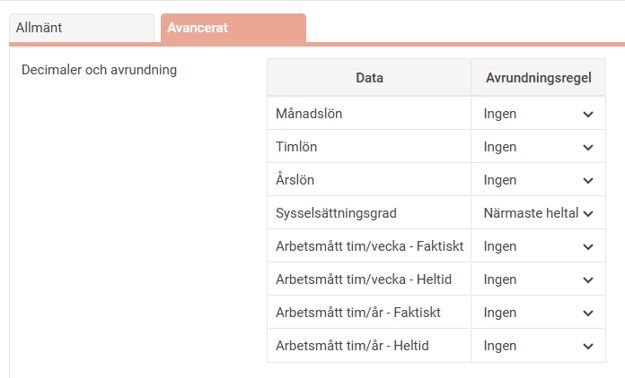 Allmänt Avancerat
Decimaler och avrundning
Data Avrundningsregel
Månadslön Ingen
Timlön Ingen
Årslön Ingen
Sysselsättningsgrad Närmaste heltal
Arbetsmått tim/vecka - Faktiskt Ingen
Arbetsmått tim/vecka - Heltid Ingen
Arbetsmått tim/år - Faktiskt Ingen
Arbetsmått tim/år - Heltid Ingen